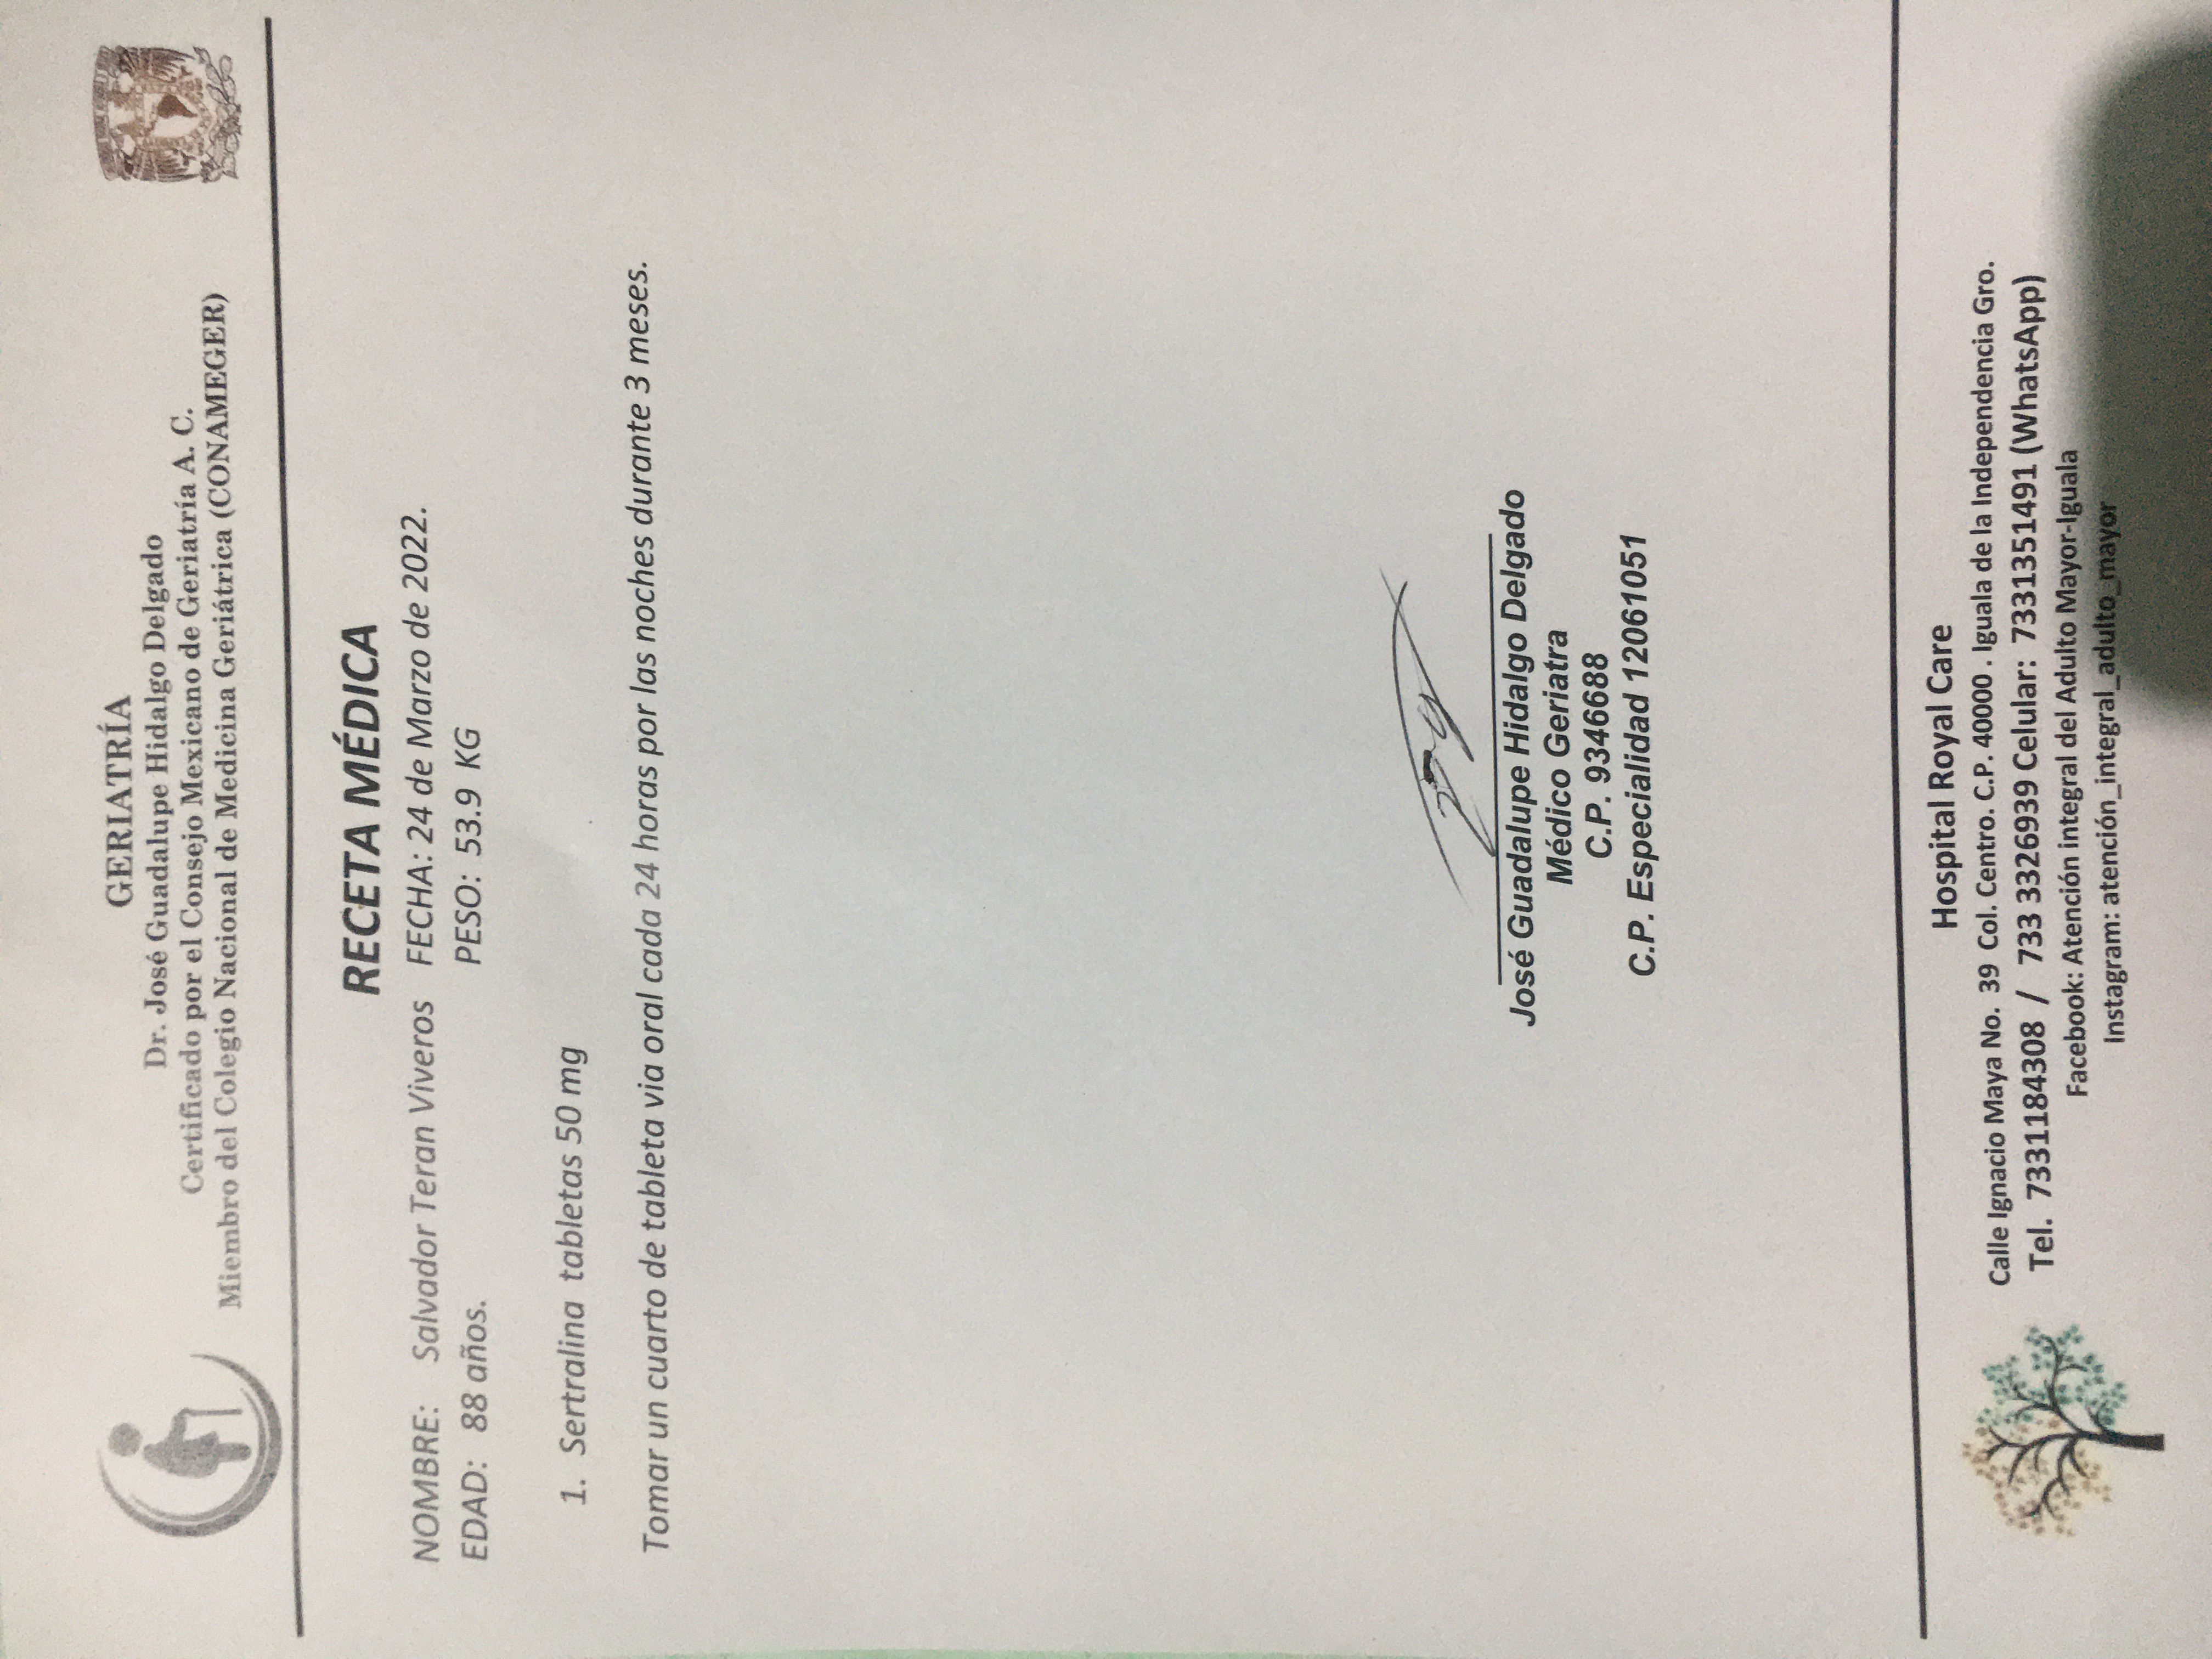 GERIATRÍA
Dr. José Guadalupe Hidalgo Delgado
Certificado por el Consejo Mexicano de Geriatría A. C.
Miembro del Colegio Nacional de Medicina Geriátrica (CONAMEGER)
RECETA MÉDICA
NOMBRE: Salvador Teran Viveros FECHA: 24 de Marzo de 2022.
EDAD: 88 años. PESO: 53.9 KG
1. Sertralina tabletas 50 mg
Tomar un cuarto de tableta via oral cada 24 horas por las noches durante 3 meses.
José Guadalupe Hidalgo Delgado
Médico Geriatra
C.P. 9346688
C.P. Especialidad 12061051
Hospital Royal Care
Calle Ignacio Maya No. 39 Col. Centro. C.P. 40000 . Iguala de la Independencia Gro.
Tel. 7331184308 / 733 3326939 Celular: 7331351491 (WhatsApp)
Facebook: Atención integral del Adulto Mayor-Iguala
Instagram: atención_integral_adulto_mayor